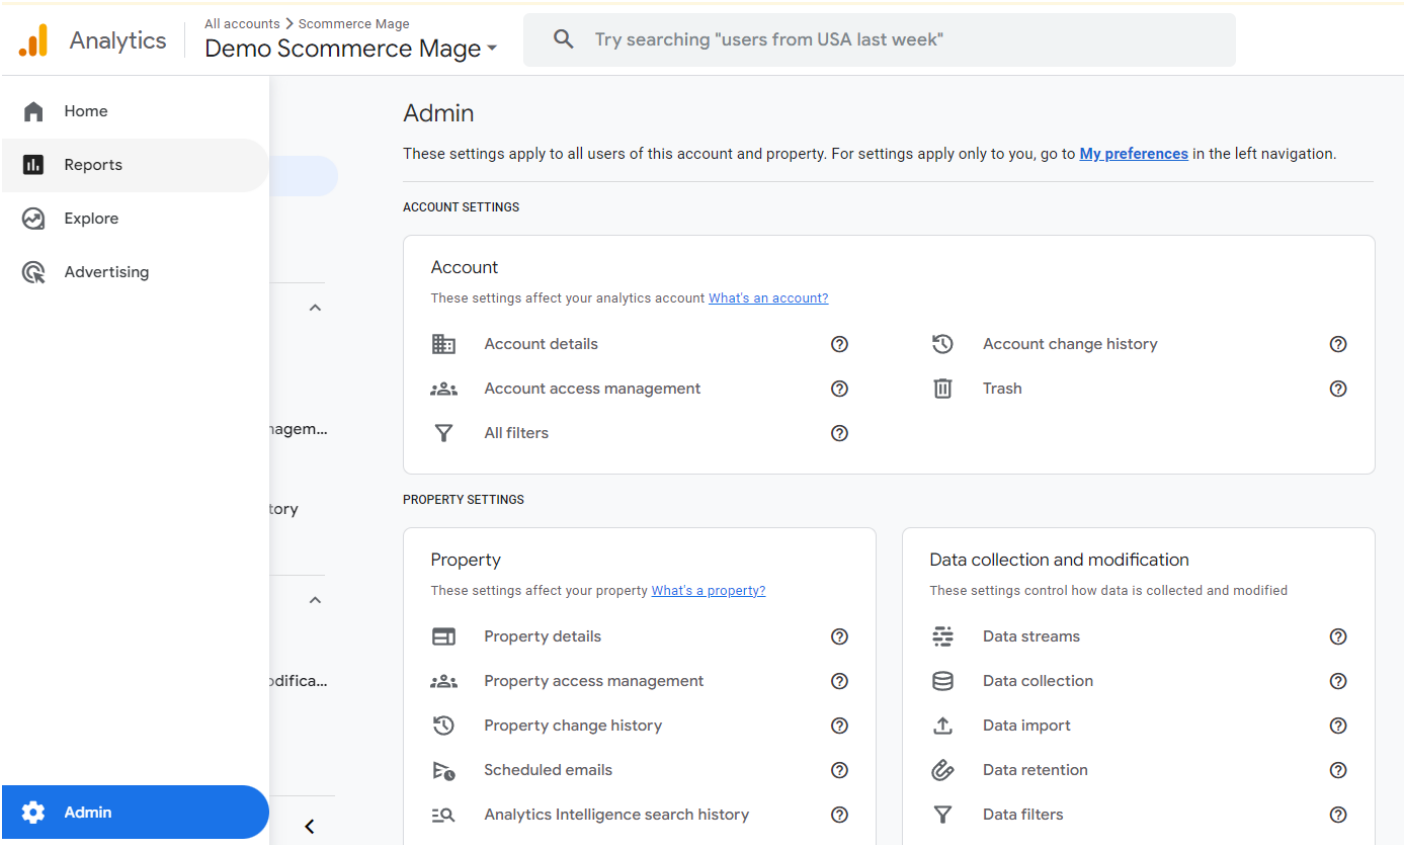 All accounts > Scommerce Mage
Analytics
Demo Scommerce Mage
Try searching "users from USA last week"
Home
Reports
Explore
Advertising
agem...
tory
difica...
Admin
Admin
These settings apply to all users of this account and property. For settings apply only to you, go to My preferences in the left navigation.
ACCOUNT SETTINGS
Account
These settings affect your analytics account What's an account?
Account details
Account change history
Account access management
Trash
All filters
PROPERTY SETTINGS
Property
These settings affect your property What's a property?
Property details
Property access management
Property change history
Scheduled emails
Analytics Intelligence search history
Data collection and modification
These settings control how data is collected and modified
Data streams
Data collection
Data import
Data retention
Data filters